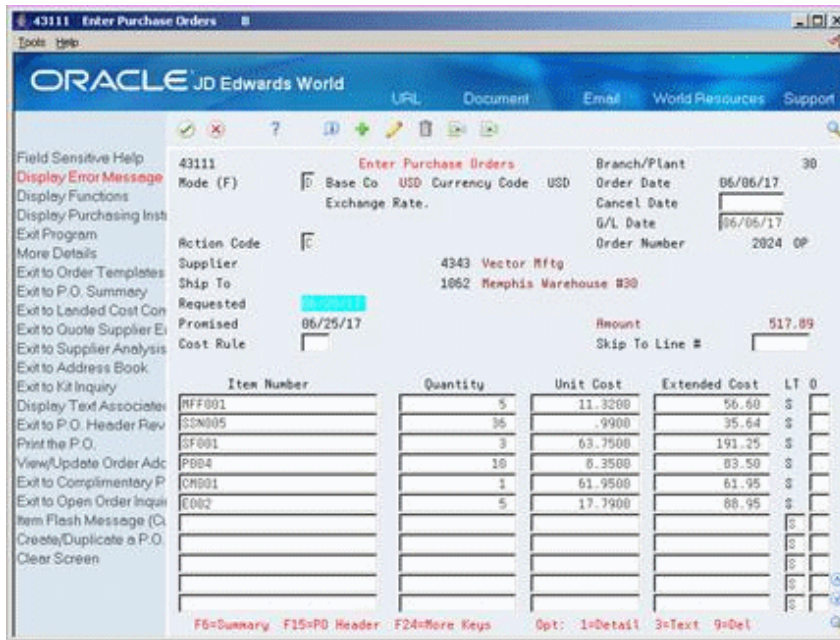 43111 Enter Purchase Orders
Tools Help
ORACLE JD Edwards World
URL Document Email World Resources Support
Field Sensitive Help
Display Error Message
Display Functions
Display Purchasing Inst
Exit Program
More Details
Exit to Order Templates
Exit to P.O. Summary
Exit to Landed Cost Con
Exit to Quote Supplier E
Exit to Supplier Analysis
Exit to Address Book
Exit to Kit Inquiry
Display Text Associate
Exit to P.O. Header Rev
Print the P.O.
View/Update Order Add
Exit to Complimentary P
Exit to Open Order Inqui
Item Flash Message (Cu
Create/Duplicate a P.O.
Clear Screen
43111 Enter Purchase Orders Branch/Plant 30
Mode (F) D Base Co USD Currency Code USD Order Date 06/06/17
Exchange Rate. Cancel Date
G/L Date 06/06/17
Action Code Order Number 2024 OP
Supplier 4343 Vector Mftg
Ship To 1062 Memphis Warehouse #30
Requested
Promised 06/25/17 Amount 517.89
Cost Rule Skip To Line #
Item Number Quantity Unit Cost Extended Cost LT O
MFF001 5 11.3200 56.60 S
SSN005 36 .9900 35.64 S
SF001 3 63.7500 191.25 S
P004 10 8.3500 83.50 S
CM001 1 61.9500 61.95 S
E002 5 17.7900 88.95 S
S
S
S
S
S
F6=Summary F15=PO Header F24=More Keys Opt: 1=Detail 3=Text 9=Del